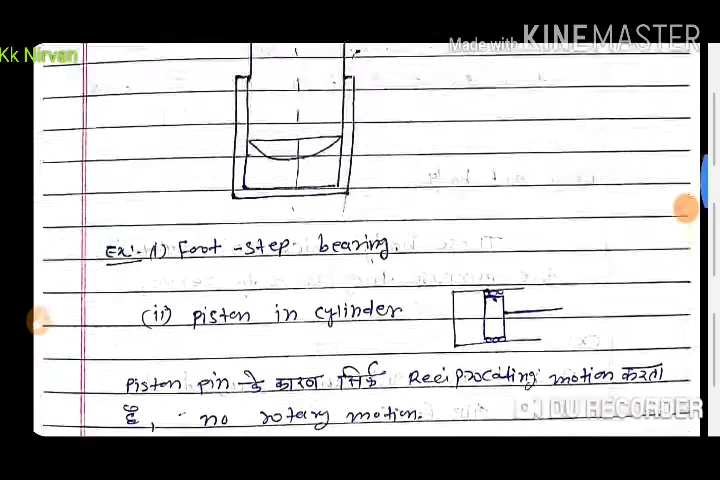 Made with KINEMASTER
Kk Nirvan
Ex:- (i) Foot -step bearing.
(ii) piston in cylinder
piston pin के कारण सिर्फ Reciprocating motion करता
है, no rotary motion.
DU RECORDER